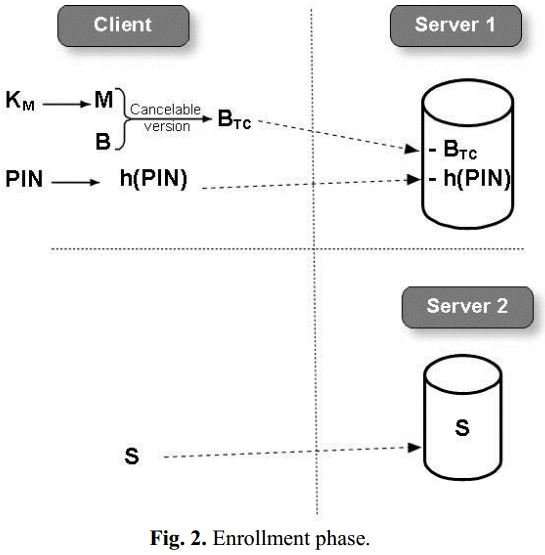 Client
Server 1
K_M M Cancelable B_TC
B version
- B_TC
PIN h(PIN)
- h(PIN)
Server 2
S
S
Fig. 2. Enrollment phase.